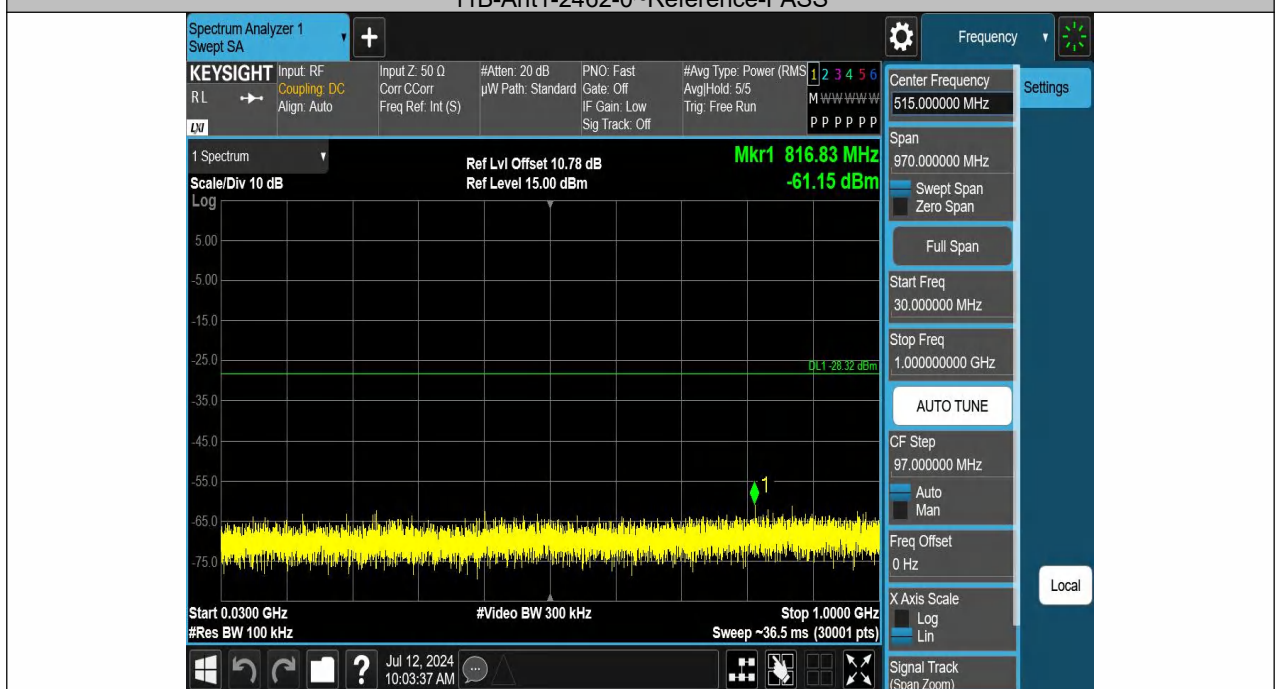 11B-Ant1-2462-0~Reference-PASS
Spectrum Analyzer 1
Swept SA
+
Frequency
KEYSIGHT
RL
LXI
Input: RF
Coupling: DC
Align: Auto
Input Z: 50 Ω
Corr CCorr
Freq Ref: Int (S)
#Atten: 20 dB
µW Path: Standard
PNO: Fast
Gate: Off
IF Gain: Low
Sig Track: Off
#Avg Type: Power (RMS
Avg|Hold: 5/5
Trig: Free Run
1 2 3 4 5 6
M W W W W W
P P P P P P
1 Spectrum
Scale/Div 10 dB
Log
Ref Lvl Offset 10.78 dB
Ref Level 15.00 dBm
Mkr1 816.83 MHz
-61.15 dBm
5.00
-5.00
-15.0
-25.0
-35.0
-45.0
-55.0
-65.0
-75.0
DL1 -28.32 dBm
1
Start 0.0300 GHz
#Res BW 100 kHz
#Video BW 300 kHz
Stop 1.0000 GHz
Sweep ~36.5 ms (30001 pts)
?
Jul 12, 2024
10:03:37 AM
Center Frequency
515.000000 MHz
Span
970.000000 MHz
Swept Span
Zero Span
Full Span
Start Freq
30.000000 MHz
Stop Freq
1.000000000 GHz
AUTO TUNE
CF Step
97.000000 MHz
Auto
Man
Freq Offset
0 Hz
X Axis Scale
Log
Lin
Signal Track
(Span Zoom)
Settings
Local